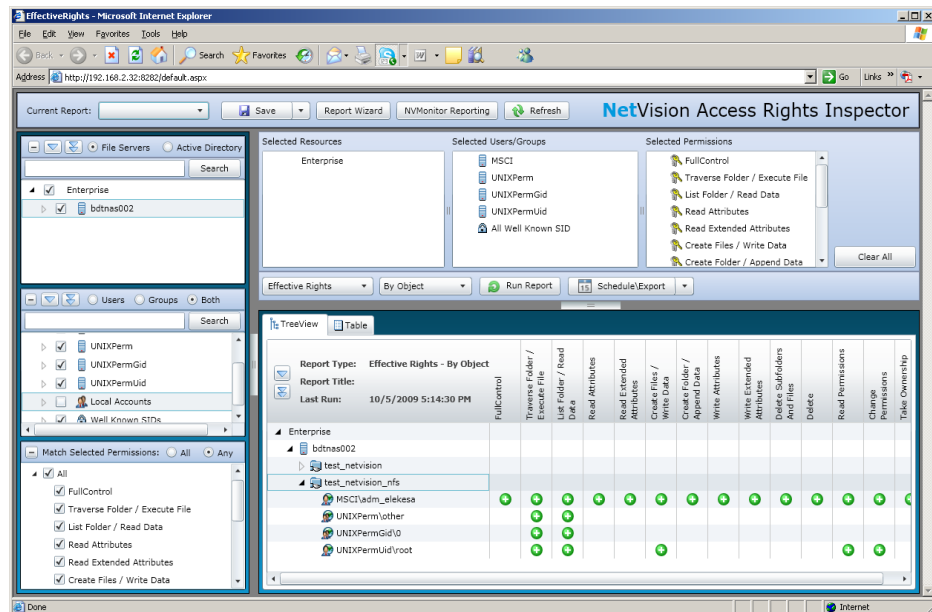 EffectiveRights - Microsoft Internet Explorer
File Edit View Favorites Tools Help
Back Search Favorites
Address http://192.168.2.32:8282/default.aspx Go Links »
Current Report: Save Report Wizard NVMonitor Reporting Refresh NetVision Access Rights Inspector
File Servers Active Directory
Search
Enterprise
bdtnas002
Users Groups Both
Search
UNIXPerm
UNIXPermGid
UNIXPermUid
Local Accounts
Well Known SIDs
Match Selected Permissions: All Any
All
FullControl
Traverse Folder / Execute File
List Folder / Read Data
Read Attributes
Read Extended Attributes
Create Files / Write Data
Selected Resources
Enterprise
Selected Users/Groups
MSCI
UNIXPerm
UNIXPermGid
UNIXPermUid
All Well Known SID
Selected Permissions
FullControl
Traverse Folder / Execute File
List Folder / Read Data
Read Attributes
Read Extended Attributes
Create Files / Write Data
Create Folder / Append Data
Clear All
Effective Rights By Object Run Report 15 Schedule\Export
TreeView Table
Report Type: Effective Rights - By Object
Report Title:
Last Run: 10/5/2009 5:14:30 PM
FullControl
Traverse Folder /
Execute File
List Folder / Read
Data
Read Attributes
Read Extended
Attributes
Create Files /
Write Data
Create Folder /
Append Data
Write Attributes
Write Extended
Attributes
Delete Subfolders
And Files
Delete
Read Permissions
Change
Permissions
Take Ownership
Enterprise
bdtnas002
test_netvision
test_netvision_nfs
MSCI\adm_elekesa
UNIXPerm\other
UNIXPermGid\0
UNIXPermUid\root
Done Internet